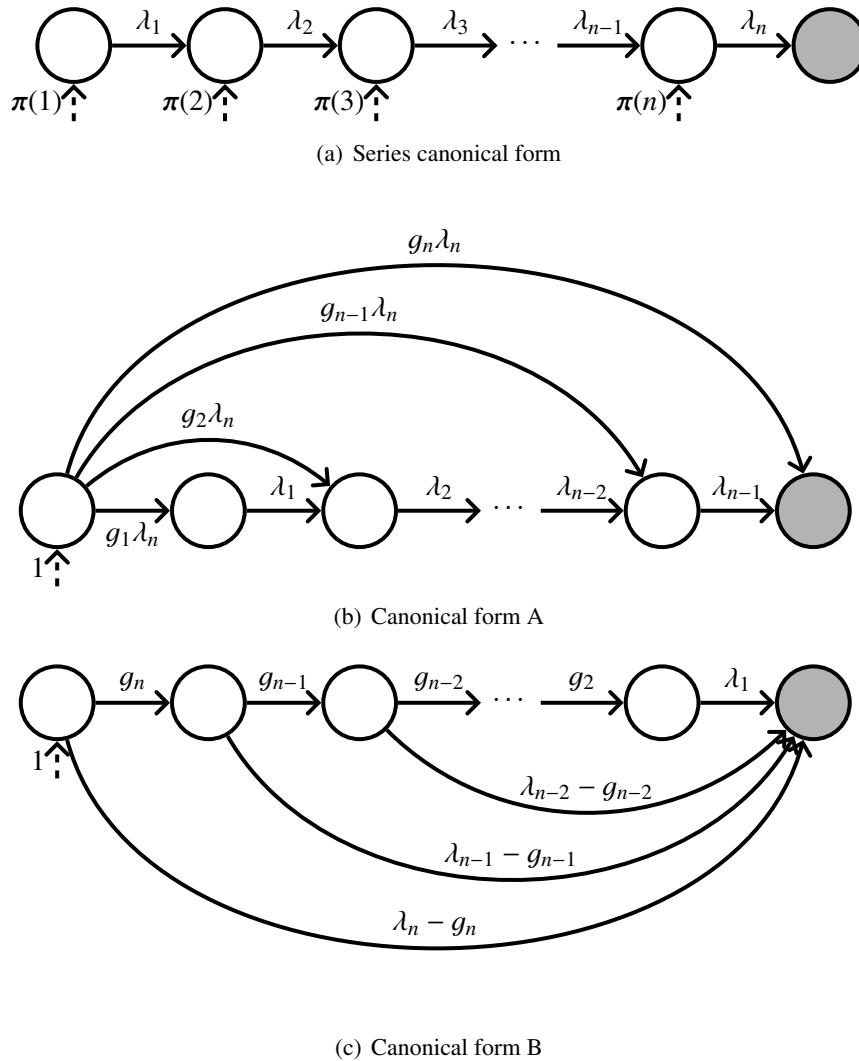 λ₁ λ₂ λ₃ ··· λₙ₋₁ λₙ
π(1) π(2) π(3) π(n)
(a) Series canonical form
gₙλₙ
gₙ₋₁λₙ
g₂λₙ
λ₁ λ₂ ··· λₙ₋₂ λₙ₋₁
g₁λₙ
1
(b) Canonical form A
gₙ gₙ₋₁ gₙ₋₂ ··· g₂ λ₁
1
λₙ₋₂ − gₙ₋₂
λₙ₋₁ − gₙ₋₁
λₙ − gₙ
(c) Canonical form B